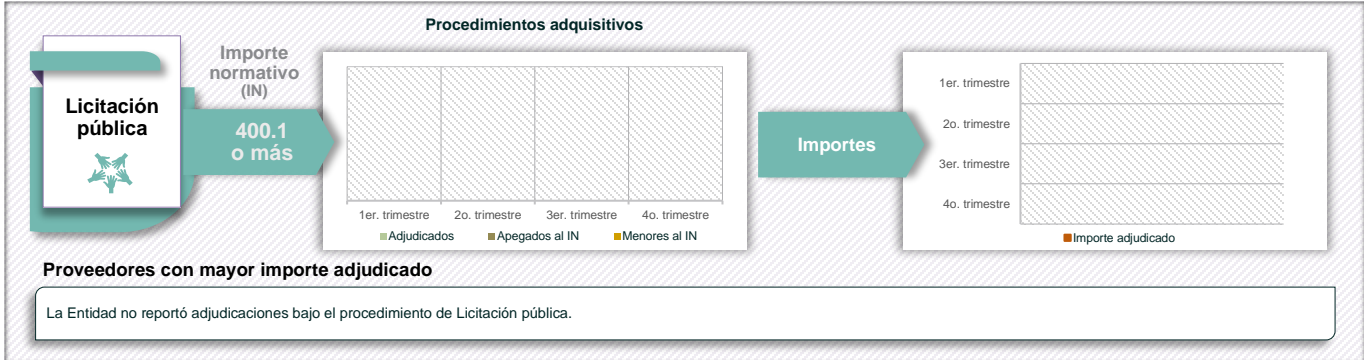 Procedimientos adquisitivos
Licitación
pública
Importe
normativo
(IN)
400.1
o más
1er. trimestre 2o. trimestre 3er. trimestre 4o. trimestre
Adjudicados Apegados al IN Menores al IN
Importes
1er. trimestre
2o. trimestre
3er. trimestre
4o. trimestre
Importe adjudicado
Proveedores con mayor importe adjudicado
La Entidad no reportó adjudicaciones bajo el procedimiento de Licitación pública.